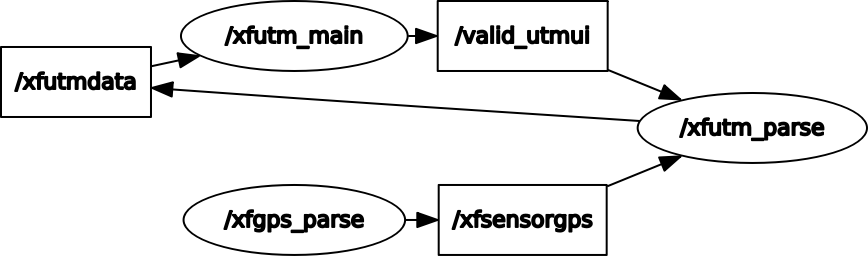 /xfutm_main
/valid_utmui
/xfutmdata
/xfutm_parse
/xfgps_parse
/xfsensorgps